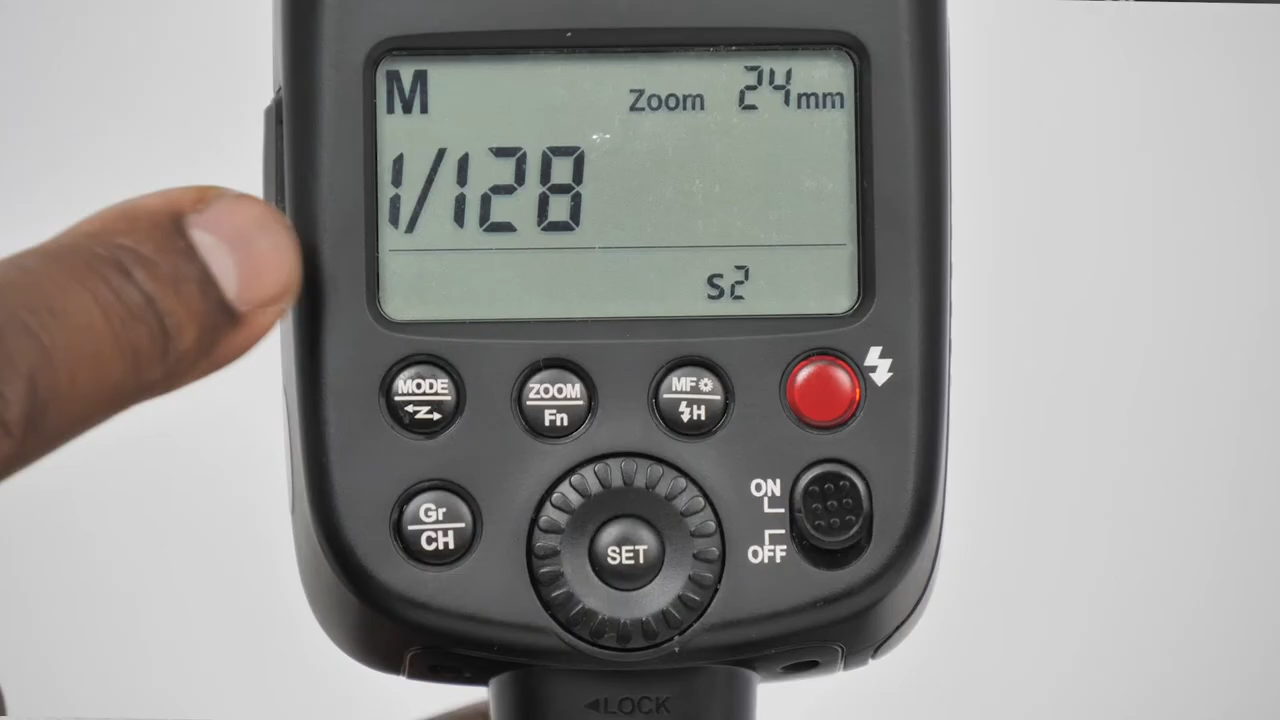 M
Zoom 24mm
1/128
s2
MODE
ZOOM
Fn
MF
H
Gr
CH
SET
ON
OFF
◄LOCK